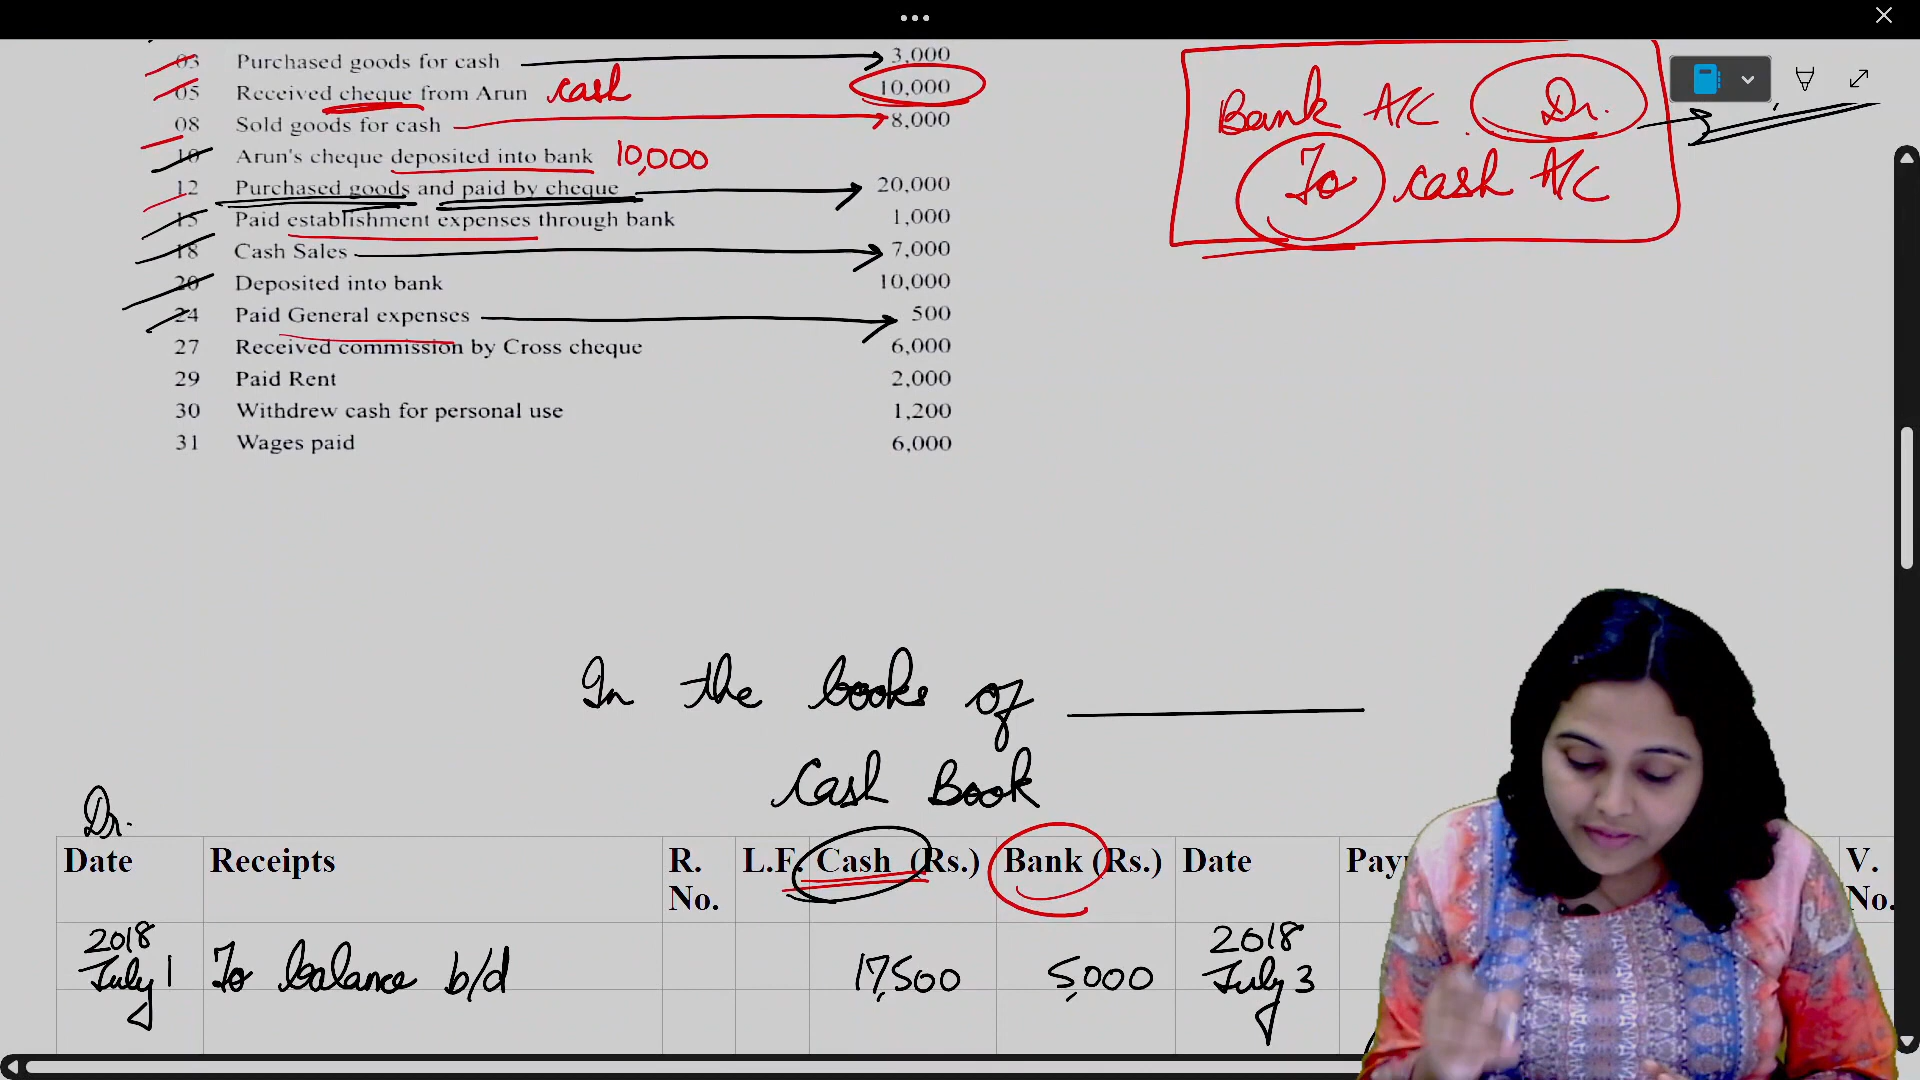 03 Purchased goods for cash 3,000
05 Received cheque from Arun cash 10,000
08 Sold goods for cash 8,000
10 Arun's cheque deposited into bank 10,000
12 Purchased goods and paid by cheque 20,000
15 Paid establishment expenses through bank 1,000
18 Cash Sales 7,000
20 Deposited into bank 10,000
24 Paid General expenses 500
27 Received commission by Cross cheque 6,000
29 Paid Rent 2,000
30 Withdrew cash for personal use 1,200
31 Wages paid 6,000
Bank A/C Dr.
To cash A/C
In the books of
Cash Book
Dr.
Date Receipts R. No. L.F. Cash (Rs.) Bank (Rs.) Date V. No.
2018 July 1 To balance b/d 17,500 5,000 2018 July 3